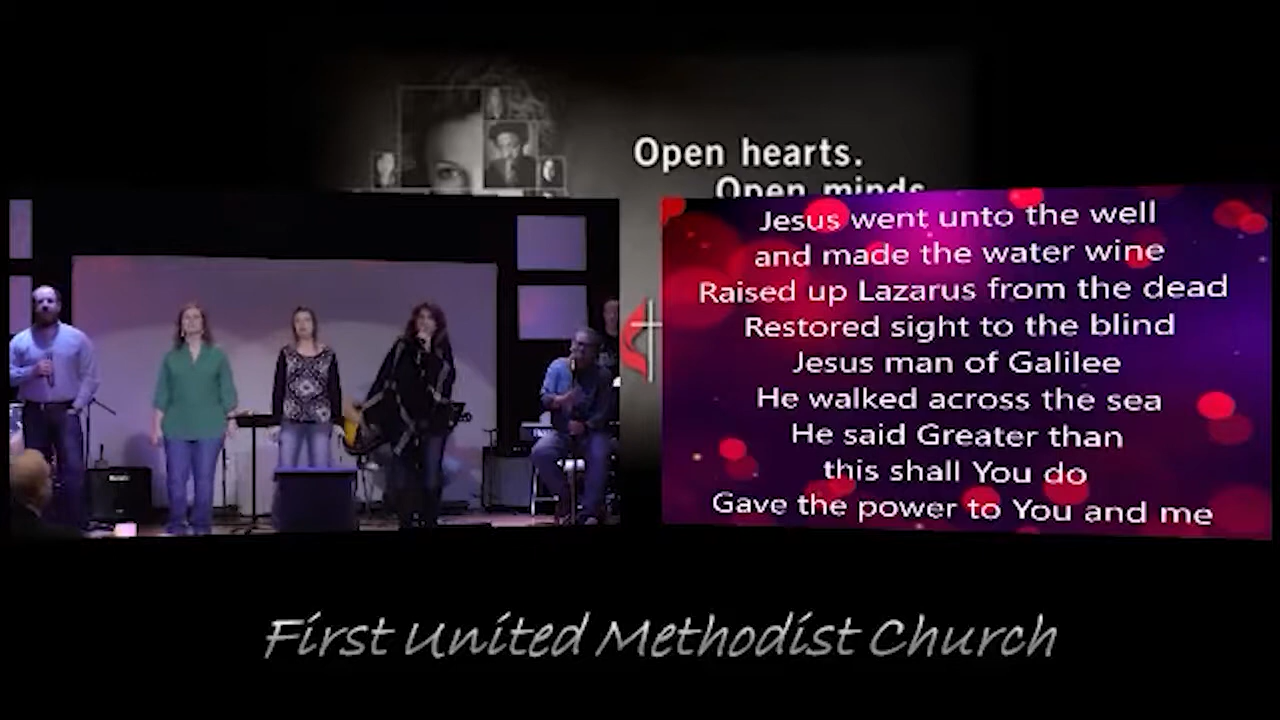 Open hearts.
Open minds.
Jesus went unto the well
and made the water wine
Raised up Lazarus from the dead
Restored sight to the blind
Jesus man of Galilee
He walked across the sea
He said Greater than
this shall You do
Gave the power to You and me
First United Methodist Church